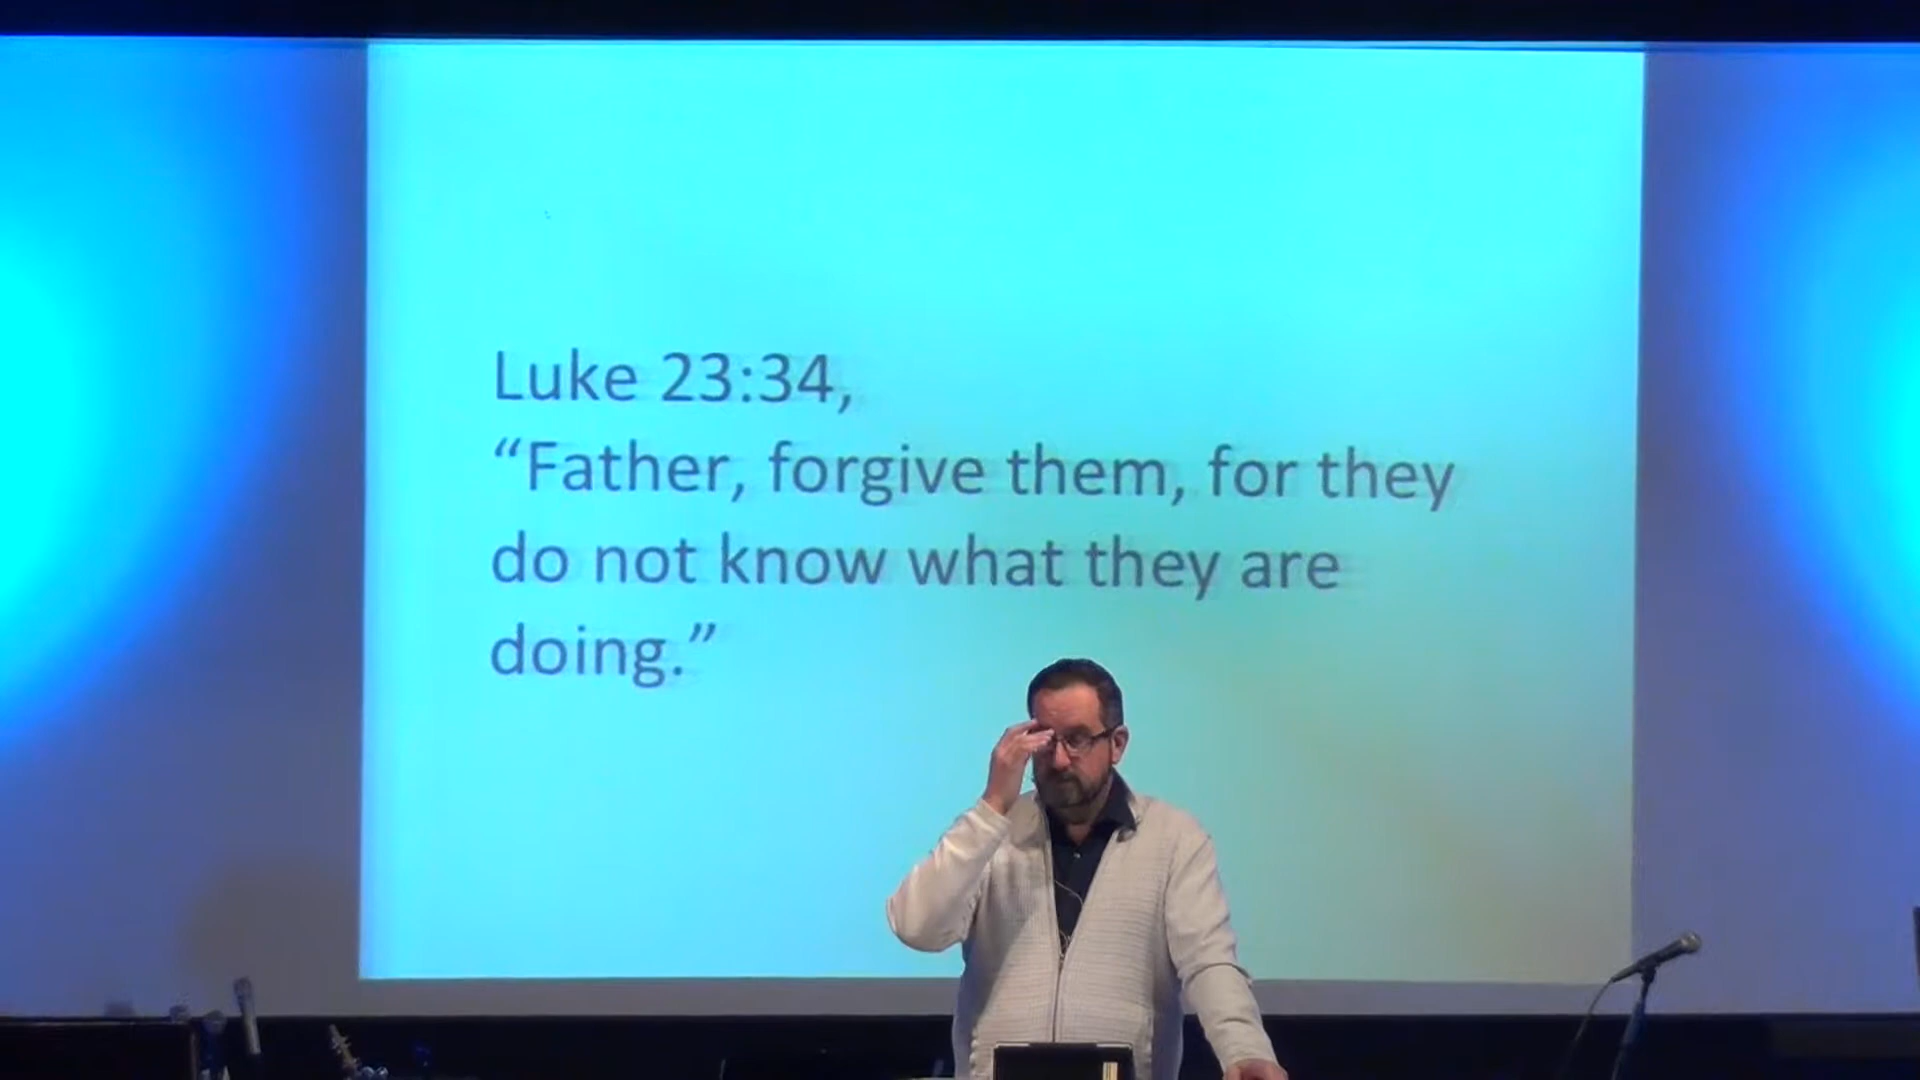 Luke 23:34,
“Father, forgive them, for they
do not know what they are
doing.”